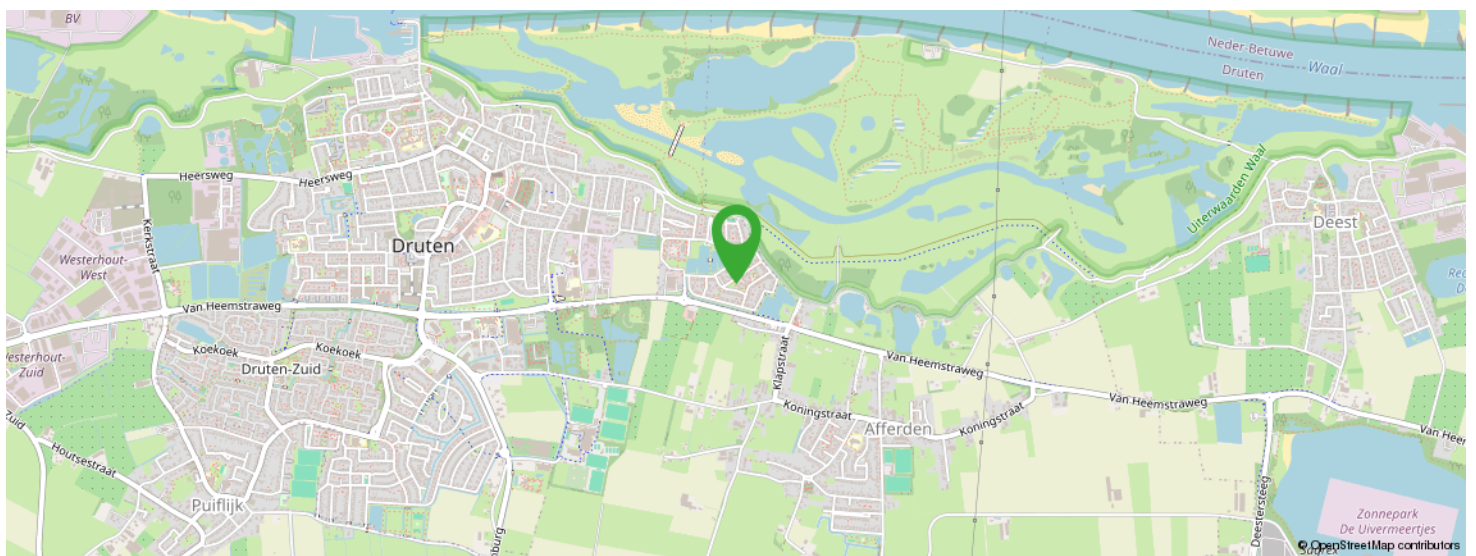 BV
Neder-Betuwe
Waal
Druten
Heersweg
Heersweg
Kerkstraat
Uiterwaarden Waal
Deest
Druten
Westerhout-
West
Van Heemstraweg
Koekoek
Koekoek
Druten-Zuid
Westerhout-
Zuid
Klapstraat
Van Heemstraweg
Van Heemstraweg
Koningstraat
Afferden
Koningstraat
Van Heem
Zuid
Houtsestraat
Puiflijk
nburg
Deestersteeg
Zonnepark
De Uivermeertjes
© OpenStreetMap contributors